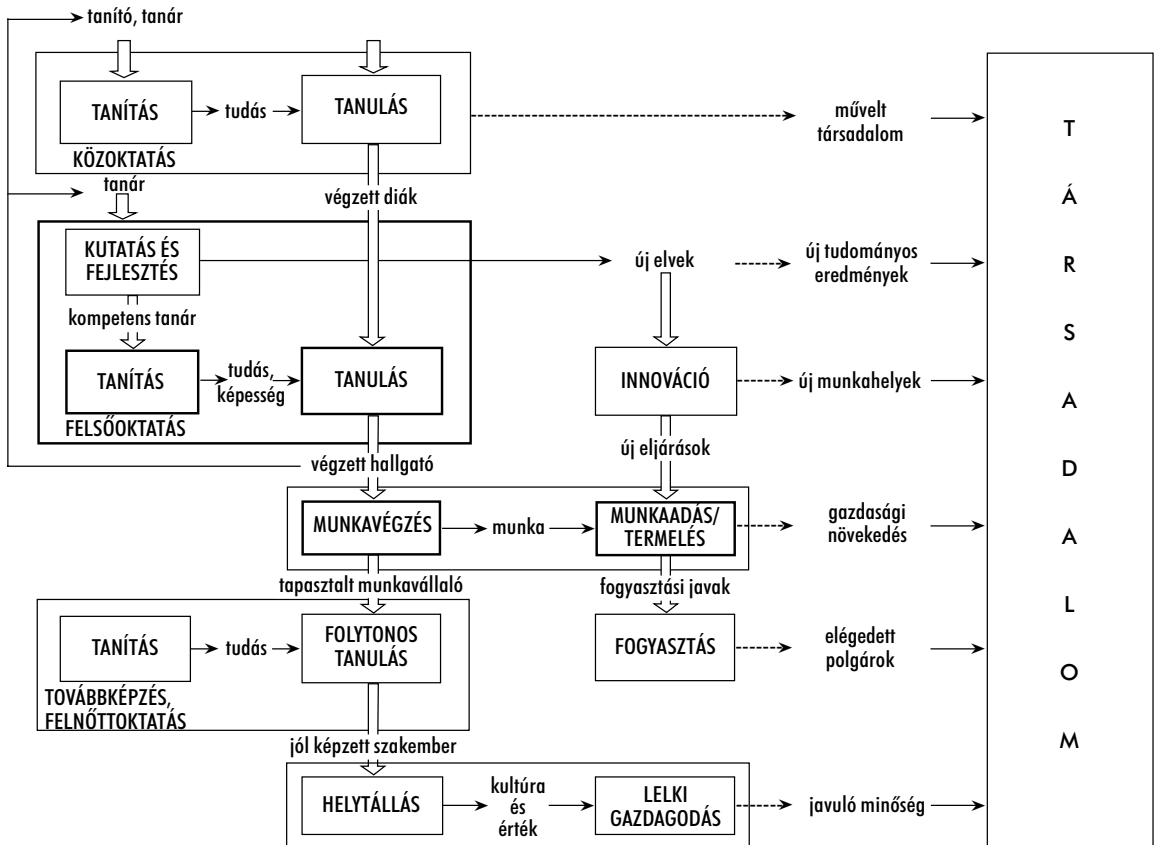 tanító, tanár
TANÍTÁS
tudás
TANULÁS
KÖZOKTATÁS
művelt
társadalom
tanár
végzett diák
KUTATÁS ÉS
FEJLESZTÉS
új elvek
új tudományos
eredmények
kompetens tanár
TANÍTÁS
tudás,
képesség
TANULÁS
FELSŐOKTATÁS
INNOVÁCIÓ
új munkahelyek
végzett hallgató
új eljárások
MUNKAVÉGZÉS
munka
MUNKAADÁS/
TERMELÉS
gazdasági
növekedés
tapasztalt munkavállaló
fogyasztási javak
TANÍTÁS
tudás
FOLYTONOS
TANULÁS
TOVÁBBKÉPZÉS,
FELNŐTTOKTATÁS
FOGYASZTÁS
elégedett
polgárok
jól képzett szakember
HELYTÁLLÁS
kultúra
és
érték
LELKI
GAZDAGODÁS
javuló minőség
T
Á
R
S
A
D
A
L
O
M